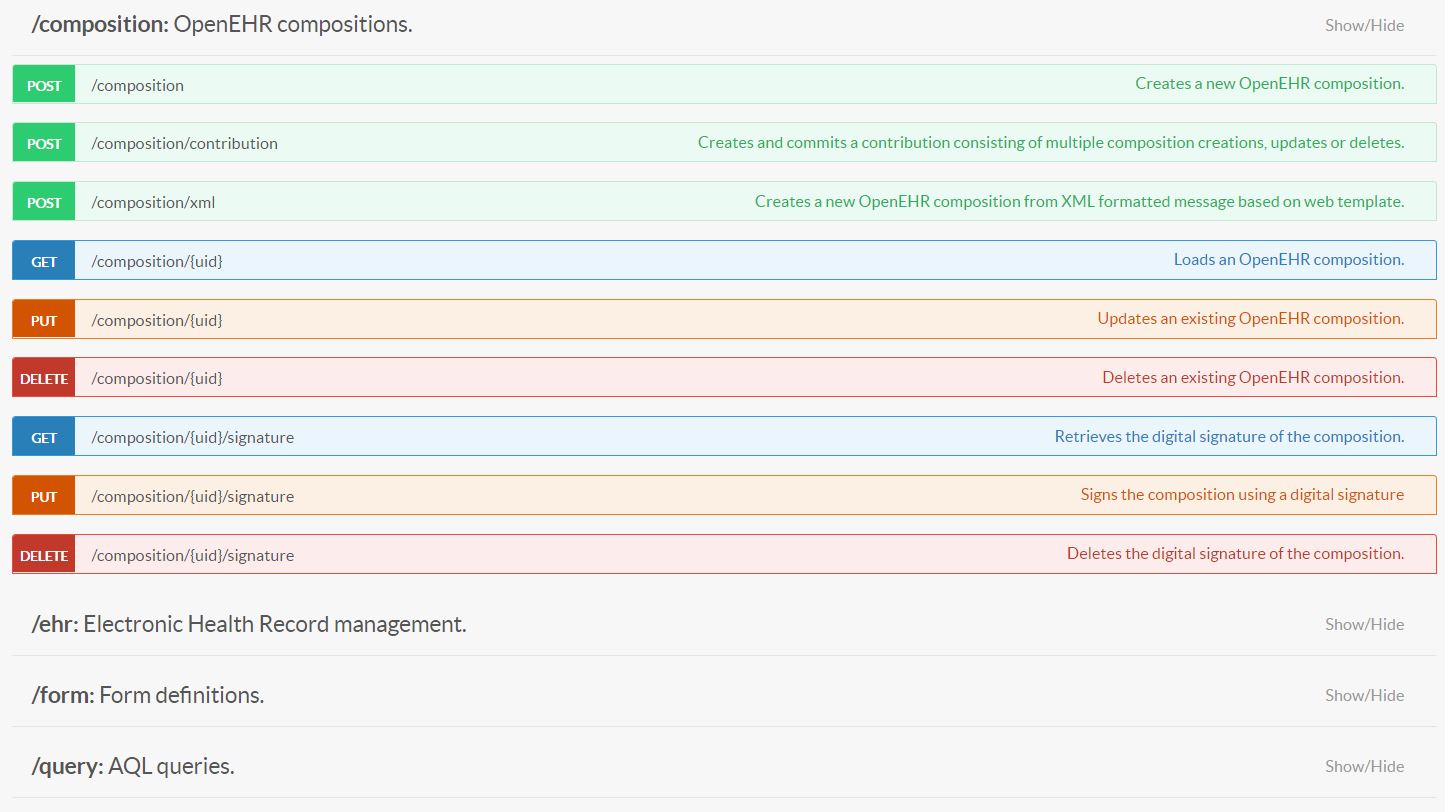 /composition: OpenEHR compositions. Show/Hide
POST /composition Creates a new OpenEHR composition.
POST /composition/contribution Creates and commits a contribution consisting of multiple composition creations, updates or deletes.
POST /composition/xml Creates a new OpenEHR composition from XML formatted message based on web template.
GET /composition/{uid} Loads an OpenEHR composition.
PUT /composition/{uid} Updates an existing OpenEHR composition.
DELETE /composition/{uid} Deletes an existing OpenEHR composition.
GET /composition/{uid}/signature Retrieves the digital signature of the composition.
PUT /composition/{uid}/signature Signs the composition using a digital signature
DELETE /composition/{uid}/signature Deletes the digital signature of the composition.
/ehr: Electronic Health Record management. Show/Hide
/form: Form definitions. Show/Hide
/query: AQL queries. Show/Hide